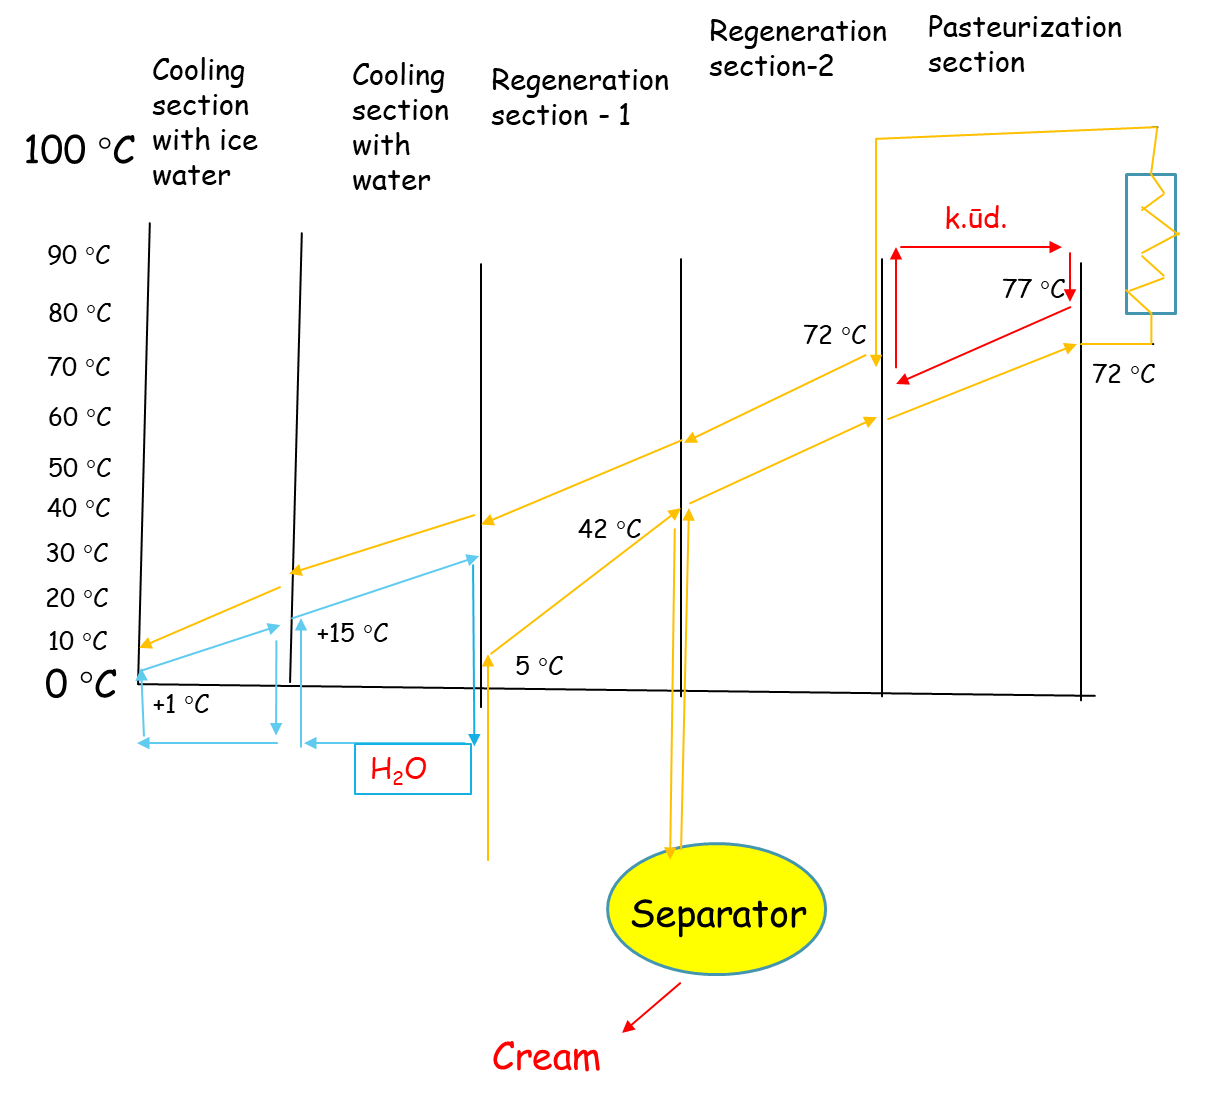 Regeneration
section-2
Pasteurization
section
Cooling
section
with ice
water
Cooling
section
with
water
Regeneration
section - 1
100 °C
90 °C
80 °C
70 °C
60 °C
50 °C
40 °C
30 °C
20 °C
10 °C
0 °C
k.ūd.
77 °C
72 °C
72 °C
42 °C
+15 °C
5 °C
+1 °C
H₂O
Separator
Cream